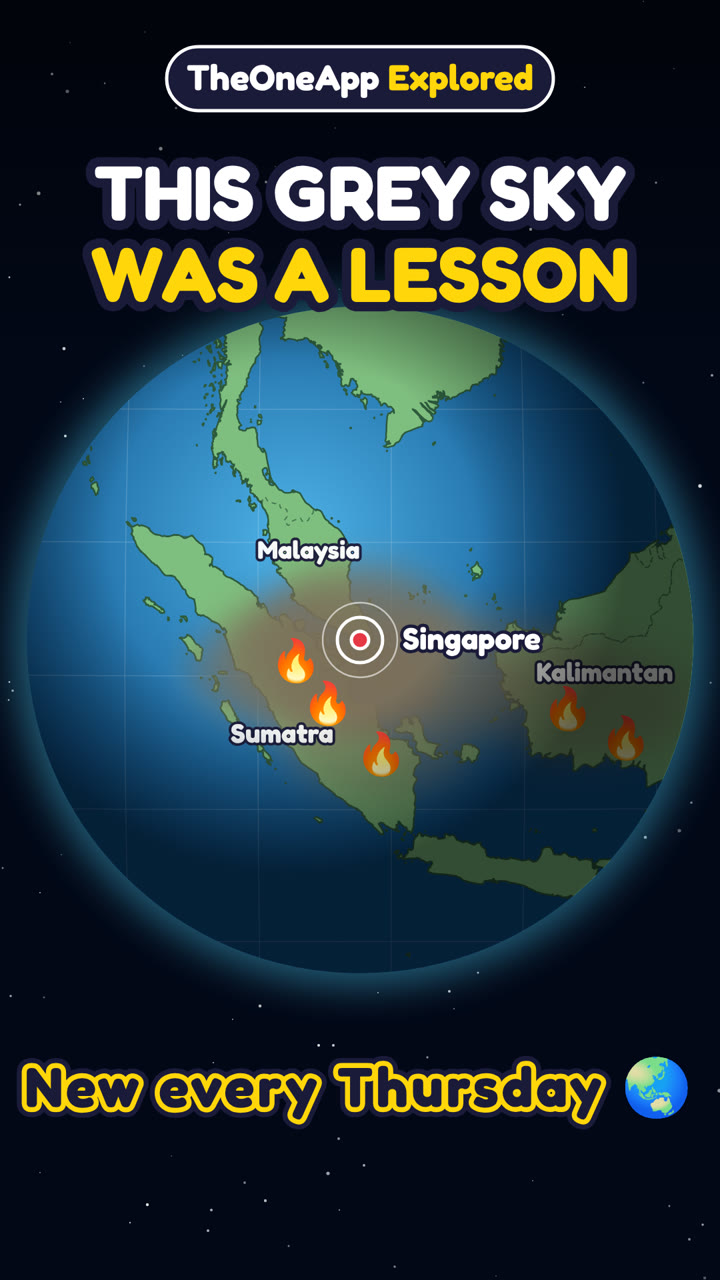 TheOneApp Explored
THIS GREY SKY
WAS A LESSON
Malaysia
Singapore
Kalimantan
Sumatra
New every Thursday